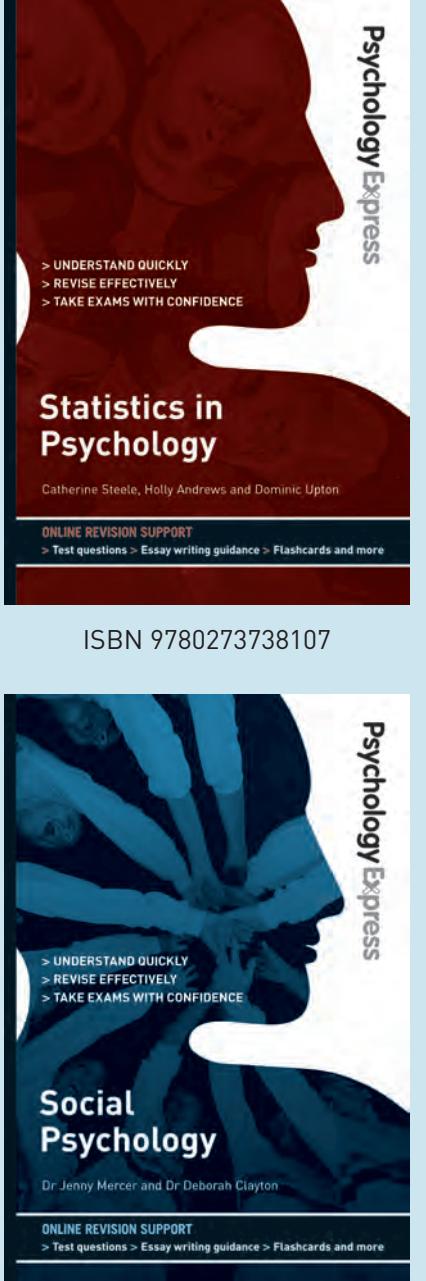 Psychology Express
> UNDERSTAND QUICKLY
> REVISE EFFECTIVELY
> TAKE EXAMS WITH CONFIDENCE
Statistics in
Psychology
Catherine Steele, Holly Andrews and Dominic Upton
ONLINE REVISION SUPPORT
> Test questions > Essay writing guidance > Flashcards and more
ISBN 9780273738107
Psychology Express
> UNDERSTAND QUICKLY
> REVISE EFFECTIVELY
> TAKE EXAMS WITH CONFIDENCE
Social
Psychology
Dr Jenny Mercer and Dr Deborah Clayton
ONLINE REVISION SUPPORT
> Test questions > Essay writing guidance > Flashcards and more